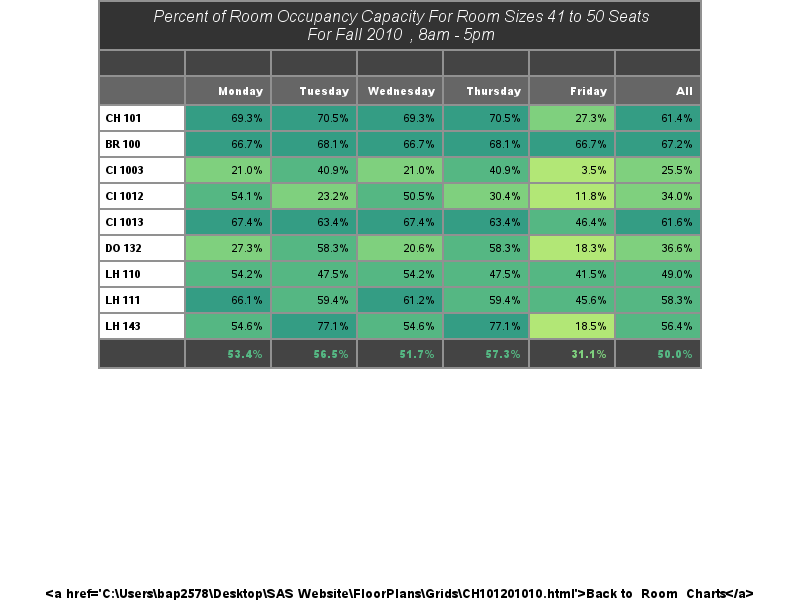 Percent of Room Occupancy Capacity For Room Sizes 41 to 50 Seats
For Fall 2010 , 8am - 5pm
Monday Tuesday Wednesday Thursday Friday All
CH 101 69.3% 70.5% 69.3% 70.5% 27.3% 61.4%
BR 100 66.7% 68.1% 66.7% 68.1% 66.7% 67.2%
CI 1003 21.0% 40.9% 21.0% 40.9% 3.5% 25.5%
CI 1012 54.1% 23.2% 50.5% 30.4% 11.8% 34.0%
CI 1013 67.4% 63.4% 67.4% 63.4% 46.4% 61.6%
DO 132 27.3% 58.3% 20.6% 58.3% 18.3% 36.6%
LH 110 54.2% 47.5% 54.2% 47.5% 41.5% 49.0%
LH 111 66.1% 59.4% 61.2% 59.4% 45.6% 58.3%
LH 143 54.6% 77.1% 54.6% 77.1% 18.5% 56.4%
53.4% 56.5% 51.7% 57.3% 31.1% 50.0%
<a href='C:\Users\bap2578\Desktop\SAS Website\FloorPlans\Grids\CH101201010.html'>Back to Room Charts</a>